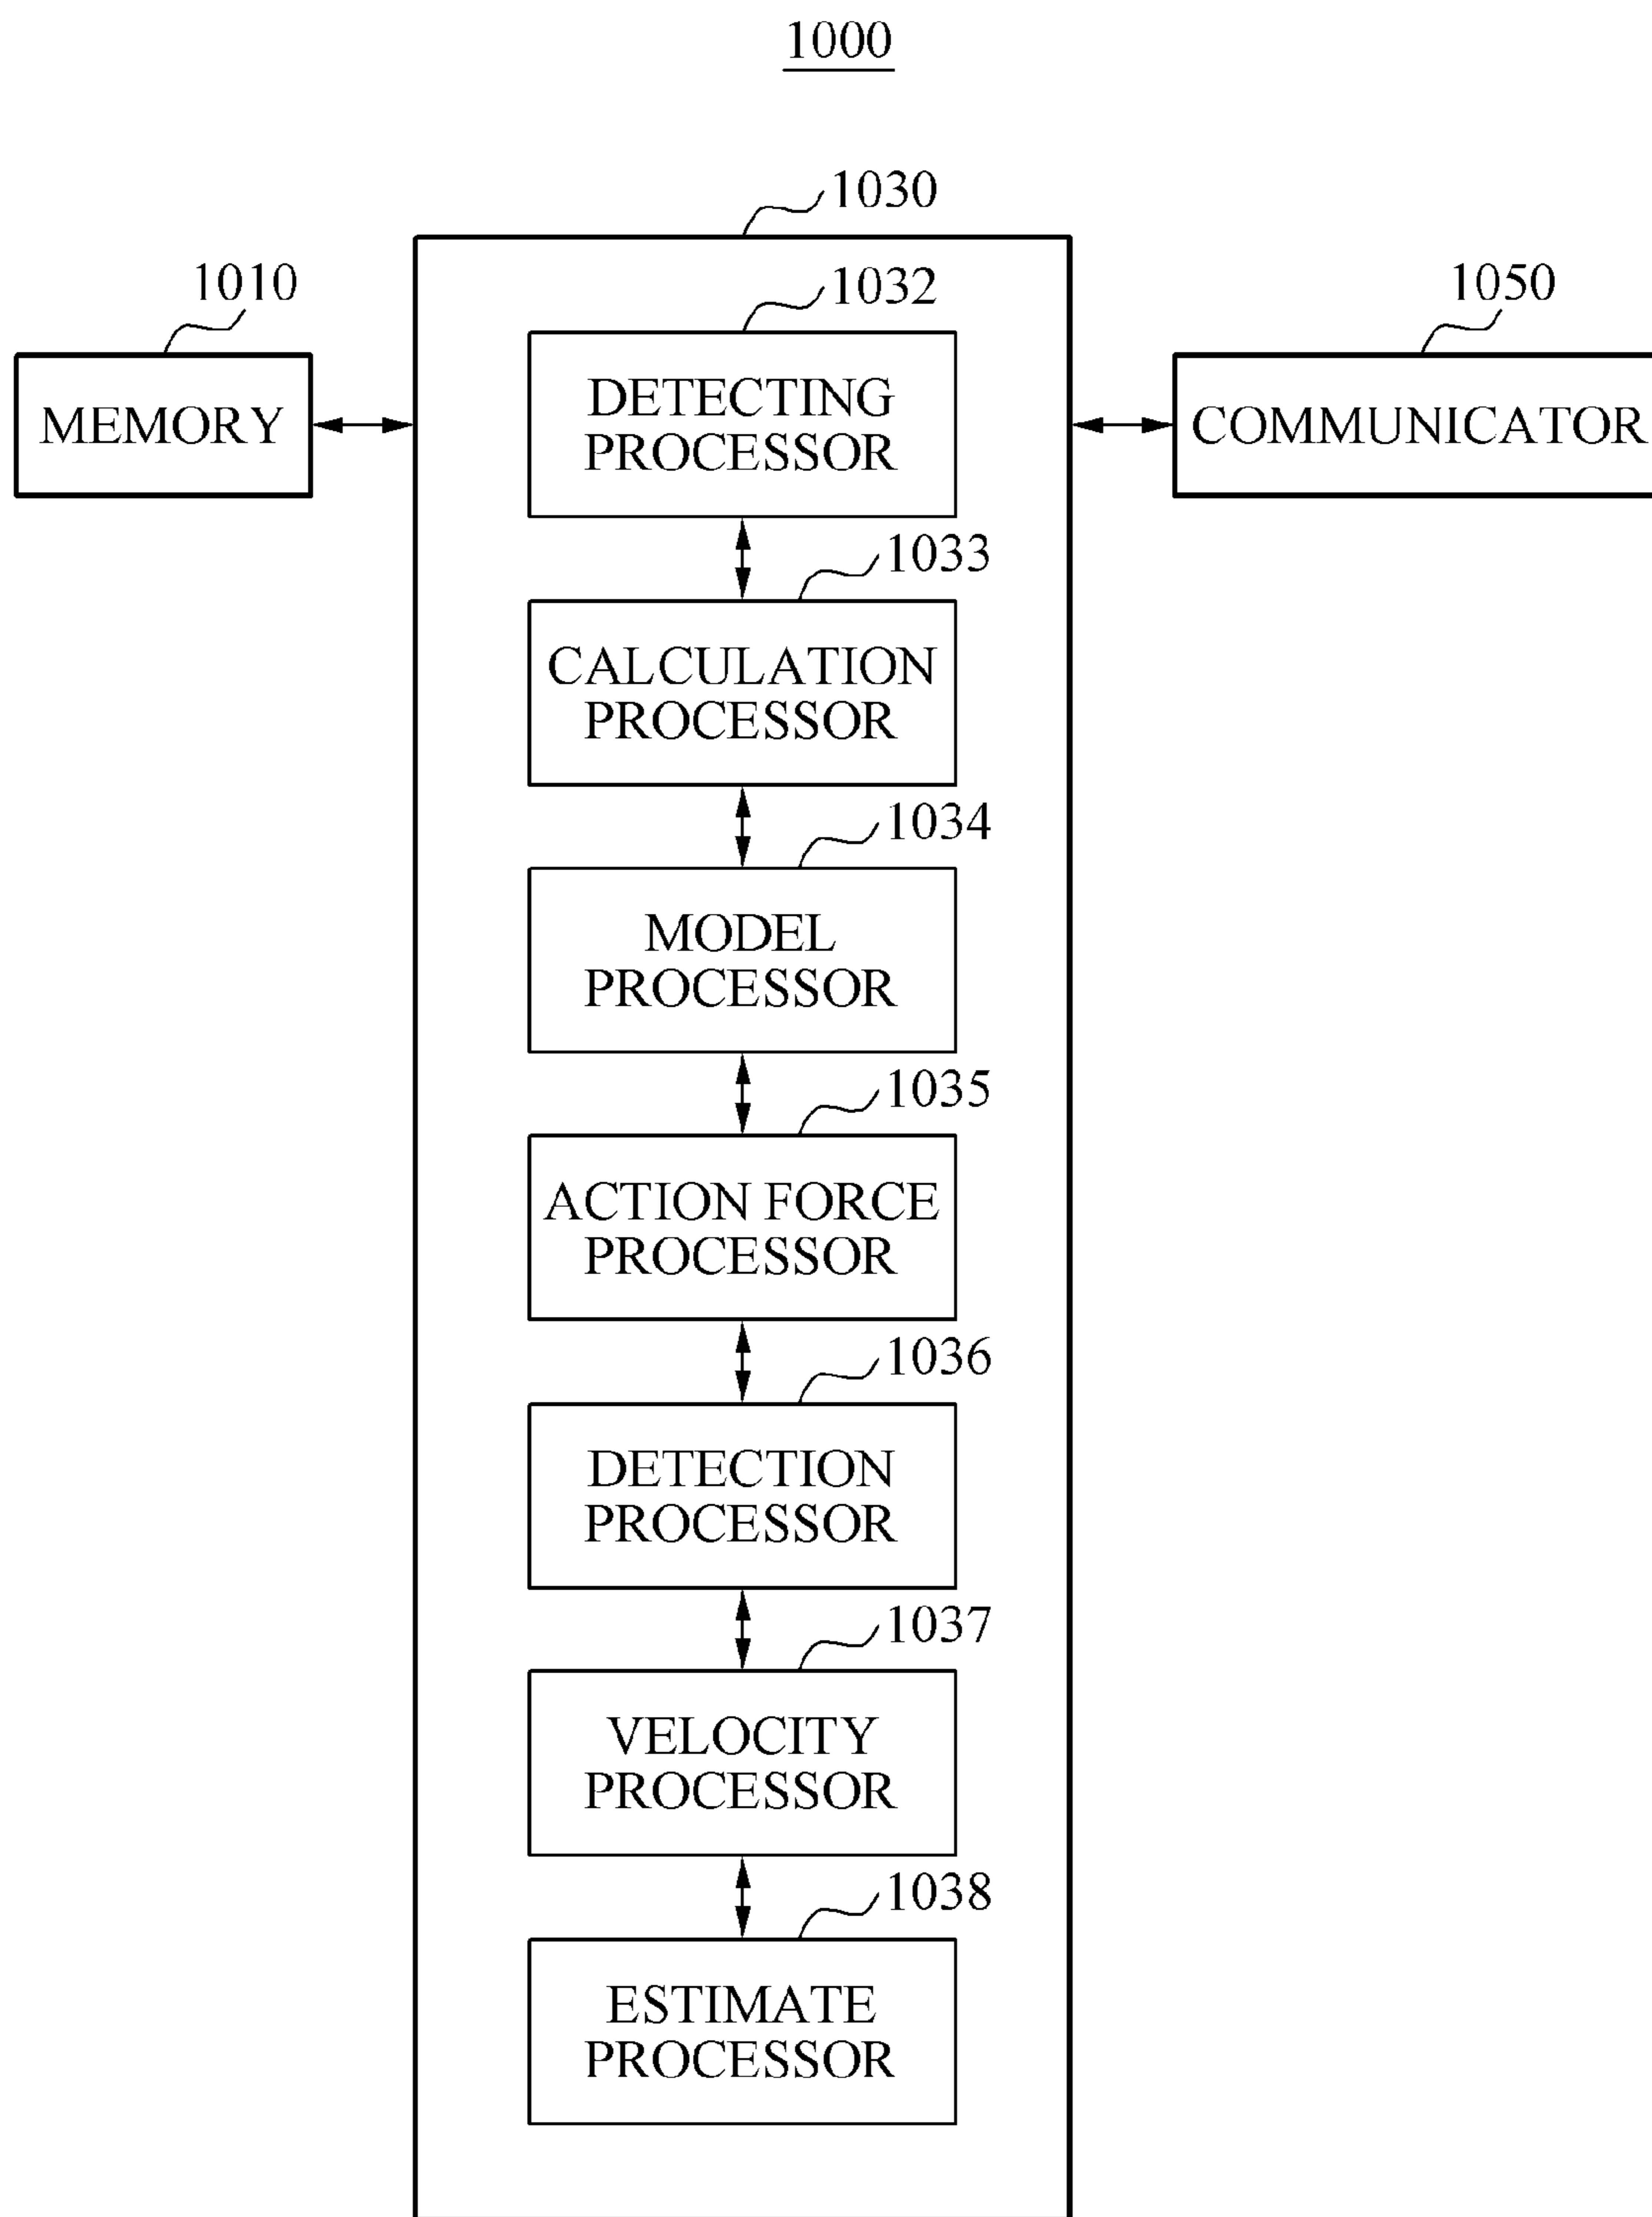 1000
1030
1010
1032
1050
MEMORY
DETECTING
PROCESSOR
COMMUNICATOR
1033
CALCULATION
PROCESSOR
1034
MODEL
PROCESSOR
1035
ACTION FORCE
PROCESSOR
1036
DETECTION
PROCESSOR
1037
VELOCITY
PROCESSOR
1038
ESTIMATE
PROCESSOR